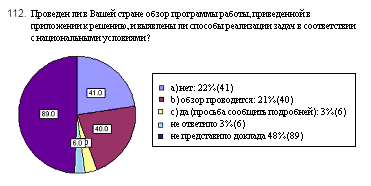 112. Проведен ли в Вашей стране обзор программы работы, приведенной в
приложении к решению, и выявлены ли способы реализации задач в соответствии
с национальными условиями?
a) нет: 22% (41)
b) обзор проводится: 21% (40)
c) да (просьба сообщить подробней): 3% (6)
не ответило 3% (6)
не представило доклада 48% (89)
41.0
89.0
40.0
6.0